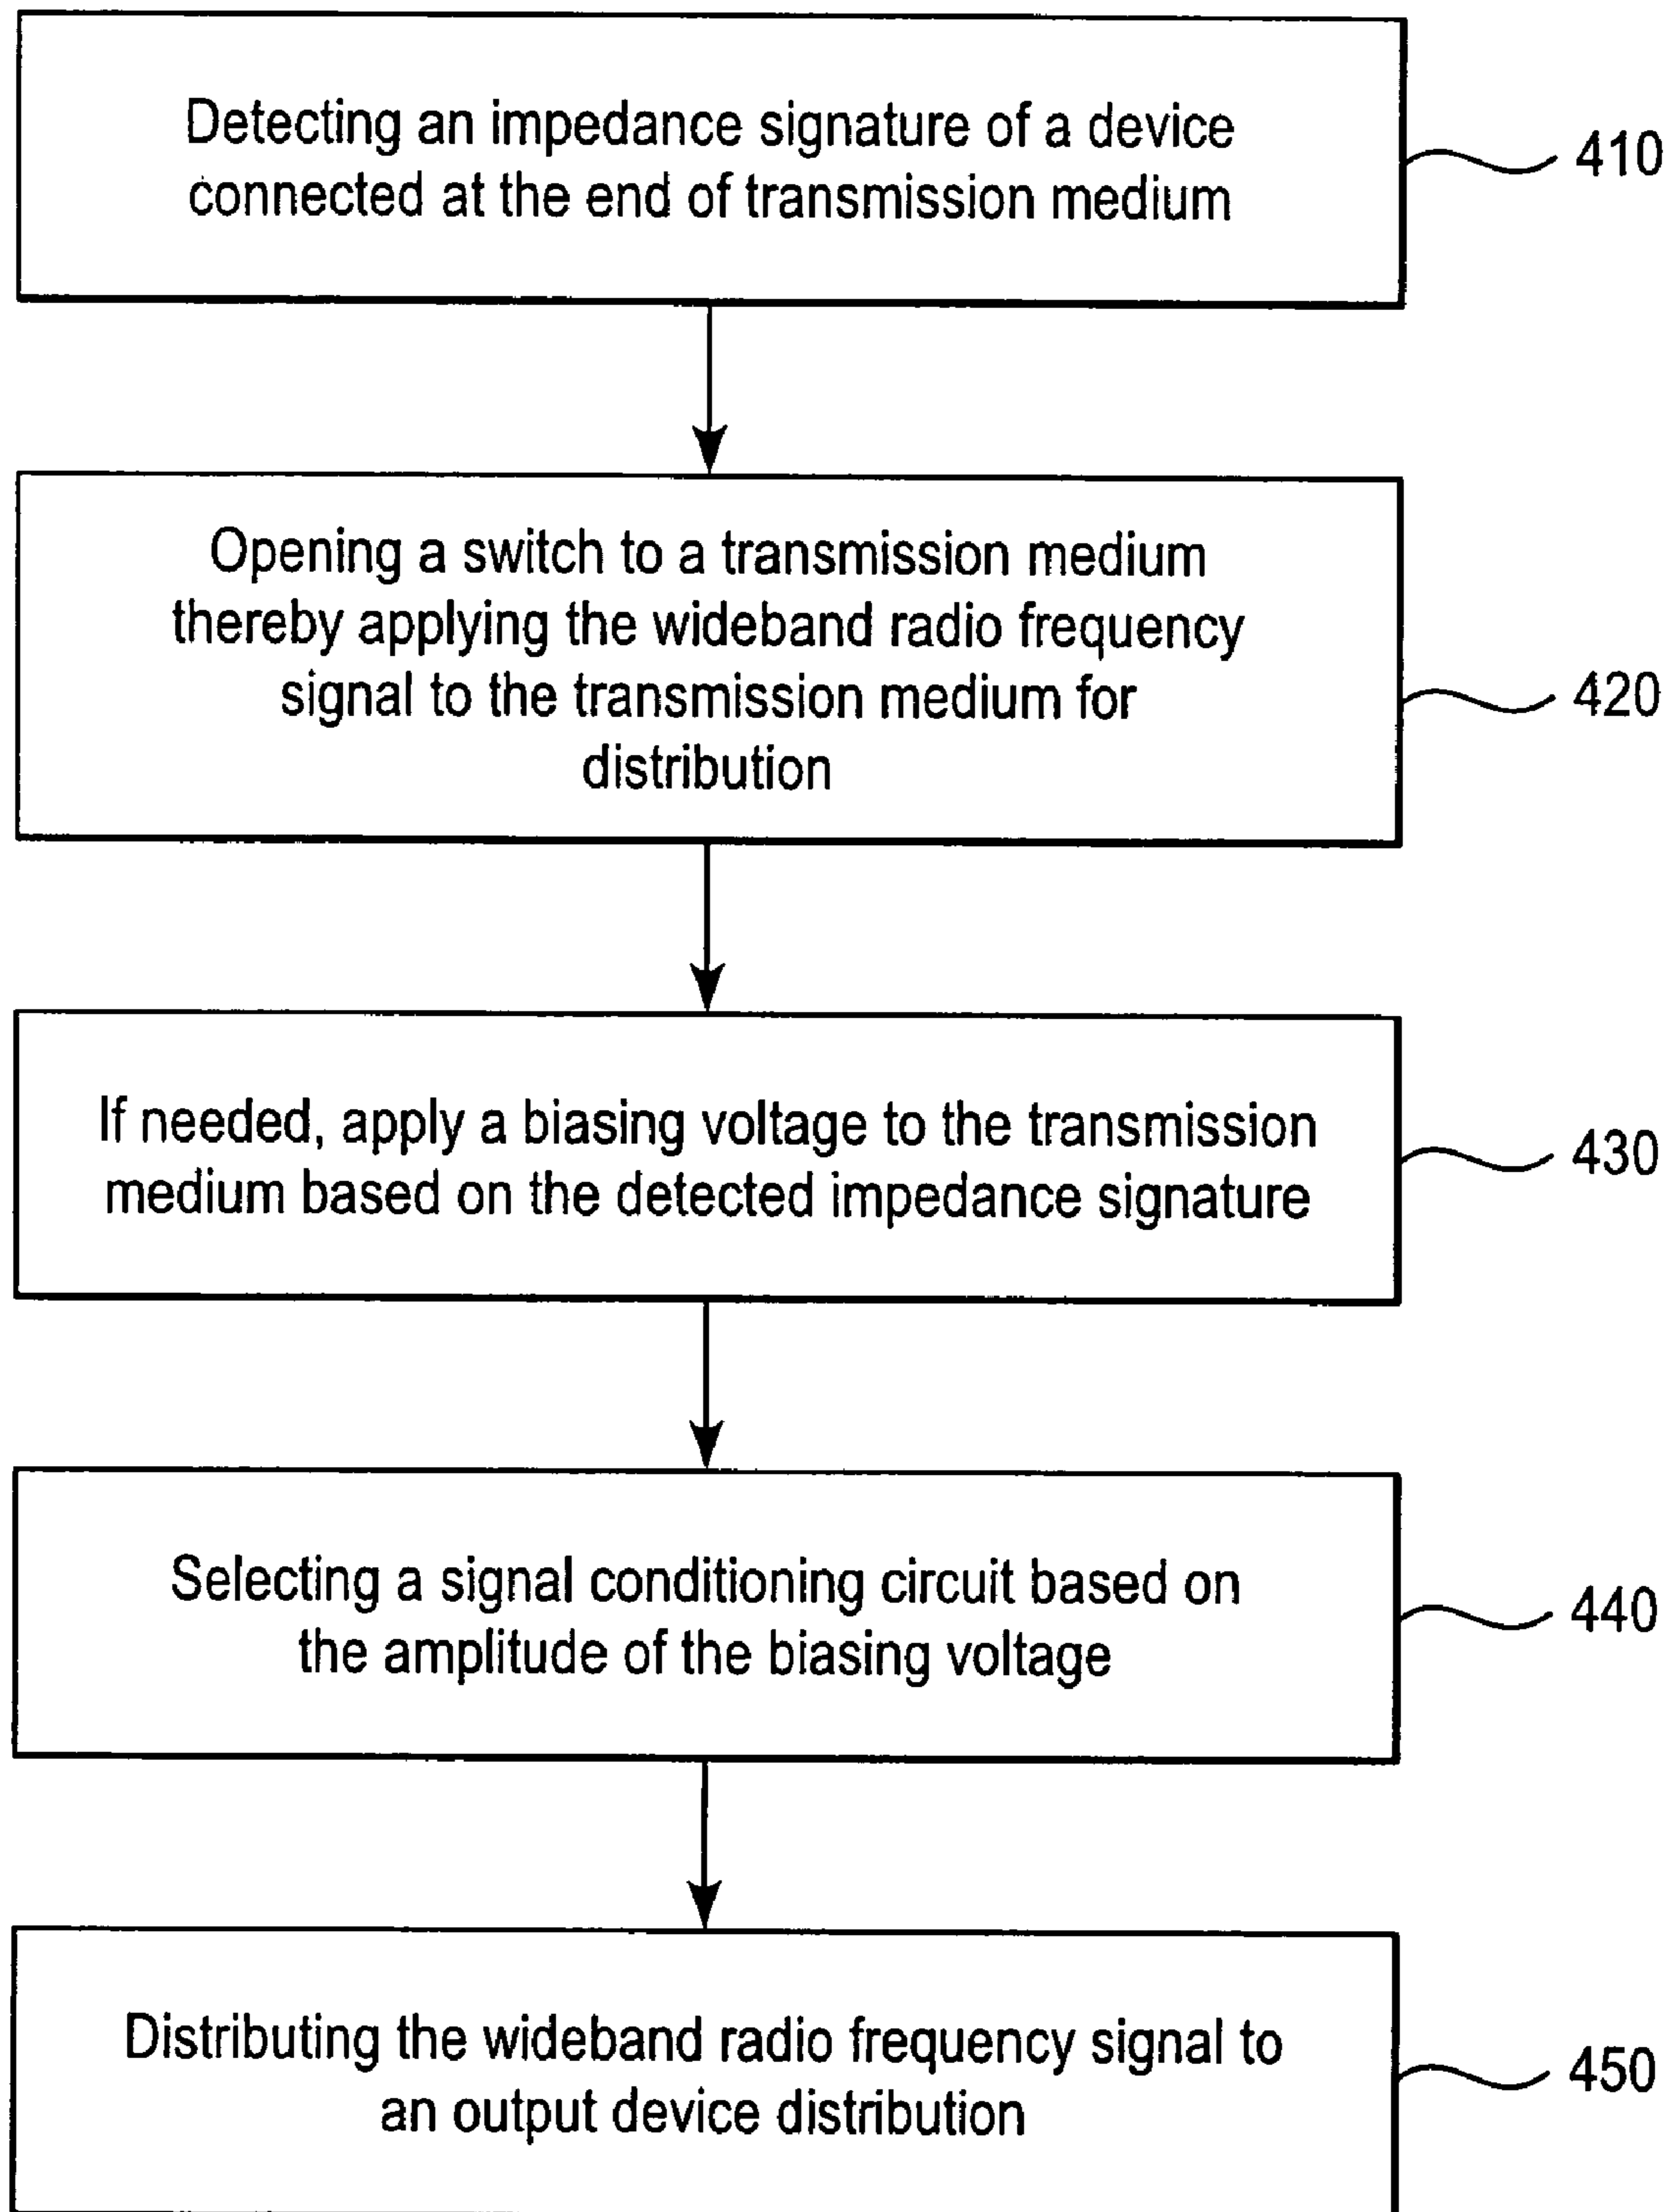 Detecting an impedance signature of a device
connected at the end of transmission medium
410
Opening a switch to a transmission medium
thereby applying the wideband radio frequency
signal to the transmission medium for
distribution
420
If needed, apply a biasing voltage to the transmission
medium based on the detected impedance signature
430
Selecting a signal conditioning circuit based on
the amplitude of the biasing voltage
440
Distributing the wideband radio frequency signal to
an output device distribution
450